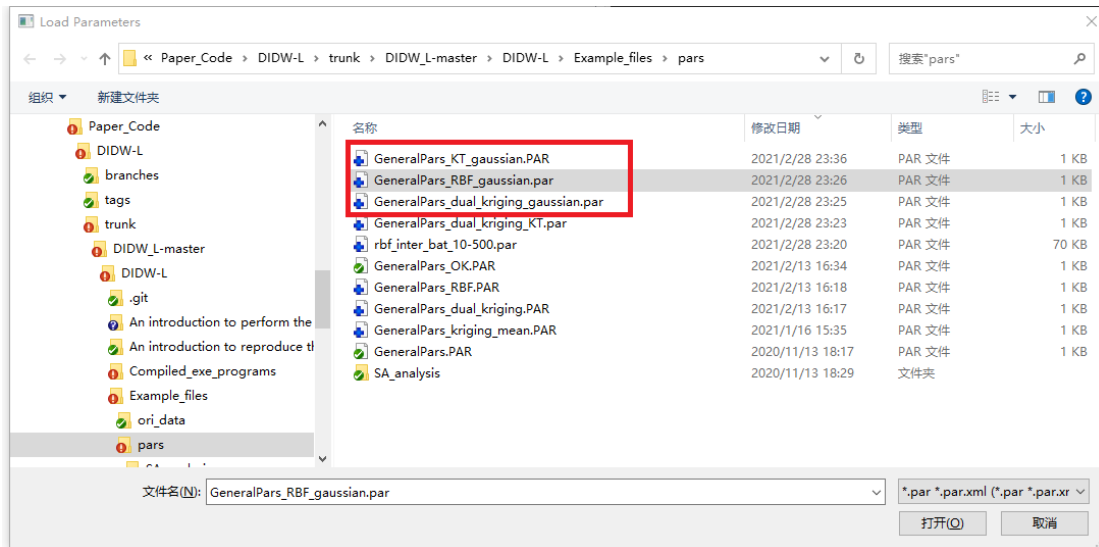 Load Parameters
« Paper_Code › DIDW-L › trunk › DIDW_L-master › DIDW-L › Example_files › pars
搜索"pars"
组织 新建文件夹
Paper_Code
DIDW-L
branches
tags
trunk
DIDW_L-master
DIDW-L
.git
An introduction to perform the
An introduction to reproduce th
Compiled_exe_programs
Example_files
ori_data
pars
名称 修改日期 类型 大小
GeneralPars_KT_gaussian.PAR 2021/2/28 23:36 PAR 文件 1 KB
GeneralPars_RBF_gaussian.par 2021/2/28 23:26 PAR 文件 1 KB
GeneralPars_dual_kriging_gaussian.par 2021/2/28 23:25 PAR 文件 1 KB
GeneralPars_dual_kriging_KT.par 2021/2/28 23:23 PAR 文件 1 KB
rbf_inter_bat_10-500.par 2021/2/28 23:20 PAR 文件 70 KB
GeneralPars_OK.PAR 2021/2/13 16:34 PAR 文件 1 KB
GeneralPars_RBF.PAR 2021/2/13 16:18 PAR 文件 1 KB
GeneralPars_dual_kriging.PAR 2021/2/13 16:17 PAR 文件 1 KB
GeneralPars_kriging_mean.PAR 2021/1/16 15:35 PAR 文件 1 KB
GeneralPars.PAR 2020/11/13 18:17 PAR 文件 1 KB
SA_analysis 2020/11/13 18:29 文件夹
文件名(N): GeneralPars_RBF_gaussian.par
*.par *.par.xml (*.par *.par.xr
打开(O) 取消